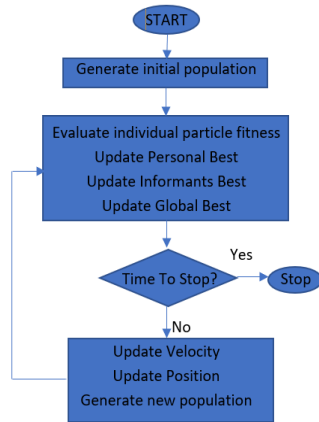 START
Generate initial population
Evaluate individual particle fitness
Update Personal Best
Update Informants Best
Update Global Best
Time To Stop?
Yes
Stop
No
Update Velocity
Update Position
Generate new population